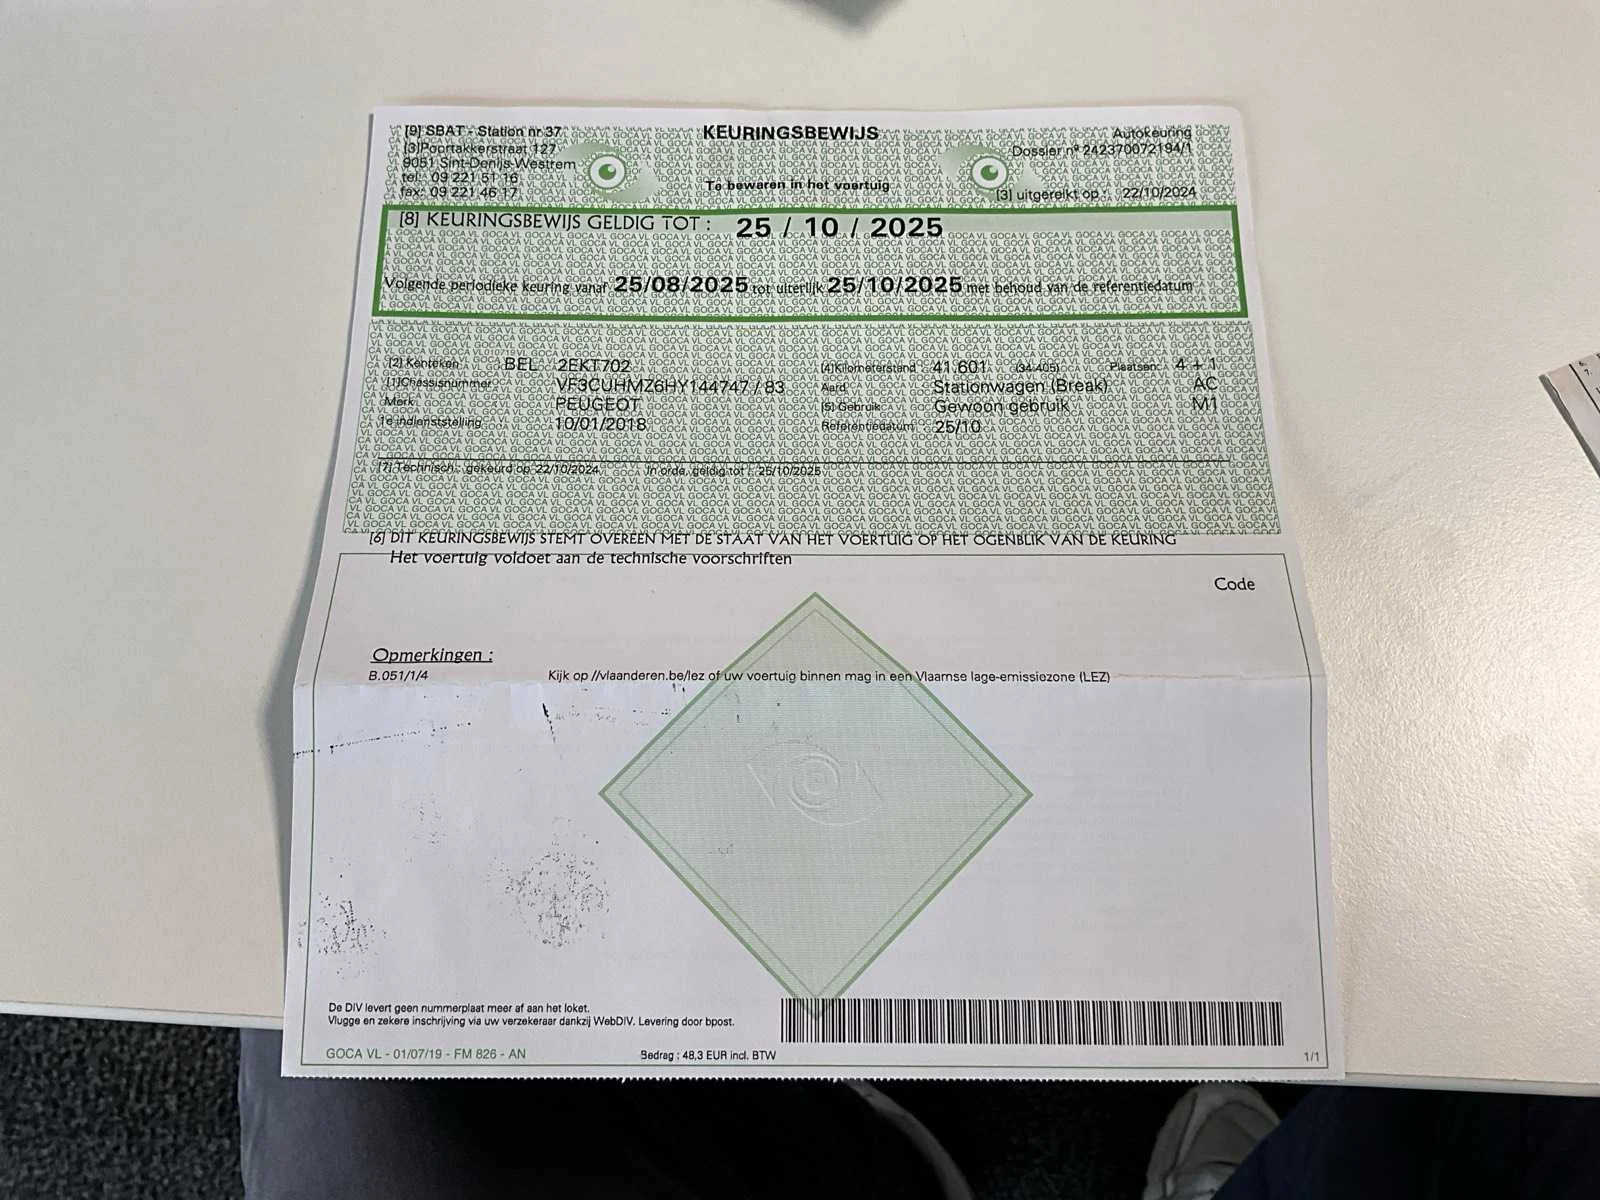 [9] SBAT - Station nr 37
[3]Poortakkerstraat 127
9051 Sint-Denijs-Westrem
tel: 09 221 51 16
fax: 09 221 46 17
KEURINGSBEWIJS
Te bewaren in het voertuig
Autokeuring
Dossier nº 242370072194/1
[3] uitgereikt op : 22/10/2024
[8] KEURINGSBEWIJS GELDIG TOT : 25 / 10 / 2025
Volgende periodieke keuring vanaf 25/08/2025 tot uiterlijk 25/10/2025 met behoud van de referentiedatum
[2] Kenteken BEL 2EKT702 [4]Kilometerstand 41.601 (34.405) Plaatsen: 4 + 1
[1]Chassisnummer VF3CUHMZ6HY144747 / 83 Aard Stationwagen (Break) AC
Merk PEUGEOT [5] Gebruik Gewoon gebruik M1
1e indienststelling 10/01/2018 Referentiedatum 25/10
[7] Technisch : gekeurd op 22/10/2024 In orde, geldig tot : 25/10/2025
[6] DIT KEURINGSBEWIJS STEMT OVEREEN MET DE STAAT VAN HET VOERTUIG OP HET OGENBLIK VAN DE KEURING
Het voertuig voldoet aan de technische voorschriften
Code
Opmerkingen :
B.051/1/4 Kijk op //vlaanderen.be/lez of uw voertuig binnen mag in een Vlaamse lage-emissiezone (LEZ)
De DIV levert geen nummerplaat meer af aan het loket.
Vlugge en zekere inschrijving via uw verzekeraar dankzij WebDIV. Levering door bpost.
GOCA VL - 01/07/19 - FM 826 - AN
Bedrag : 48,3 EUR incl. BTW
1/1